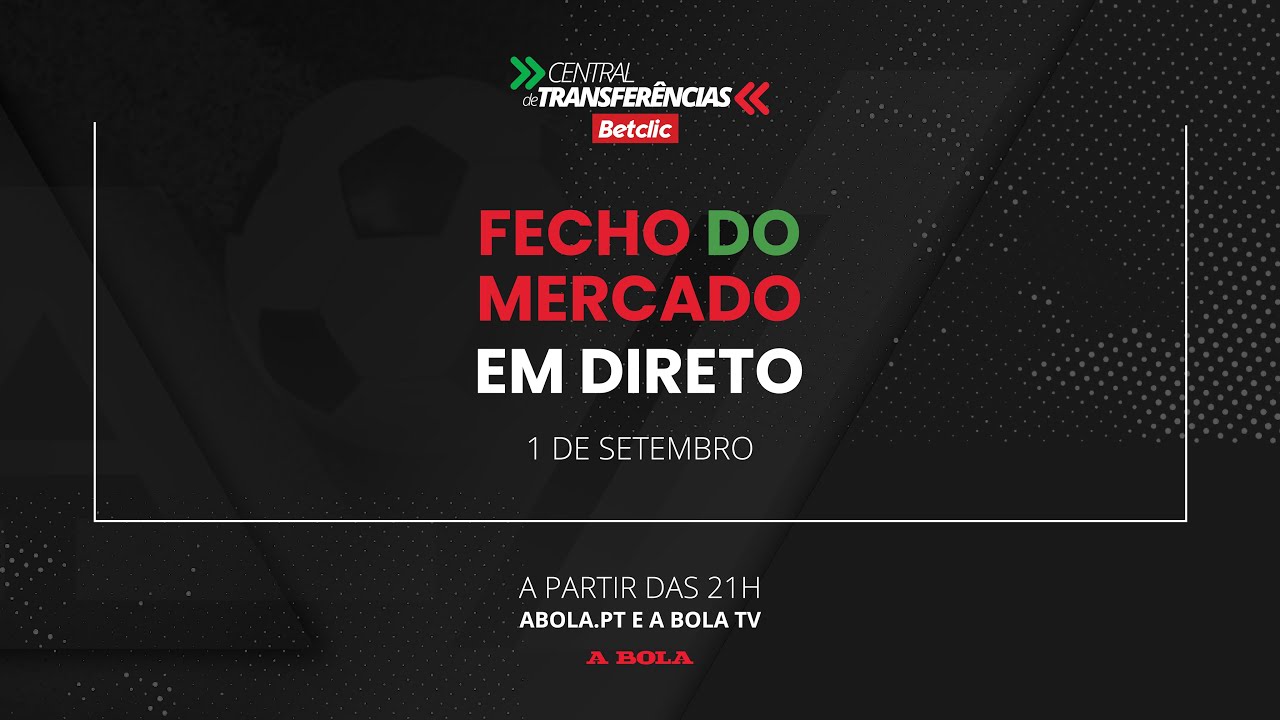 CENTRAL
de TRANSFERÊNCIAS
Betclic
FECHO DO
MERCADO
EM DIRETO
1 DE SETEMBRO
A PARTIR DAS 21H
ABOLA.PT E A BOLA TV
A BOLA